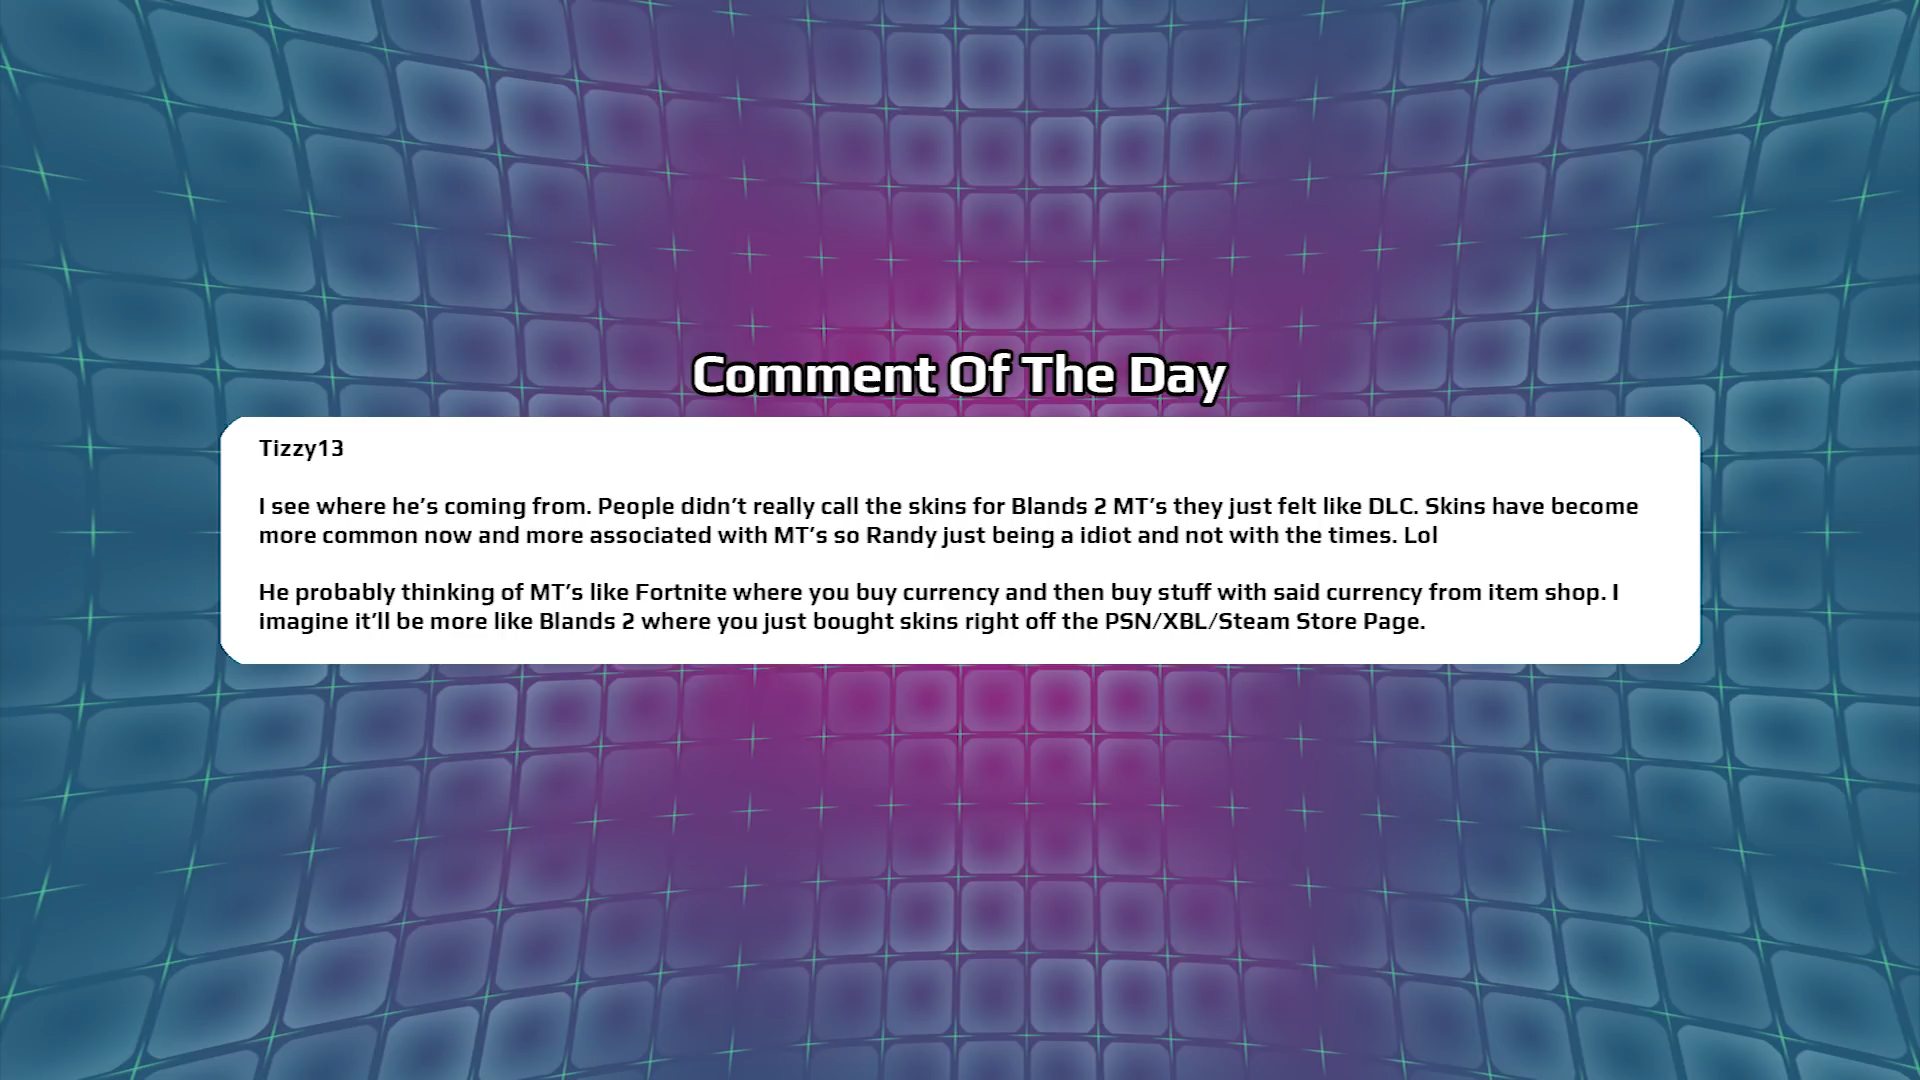 Comment Of The Day
Tizzy13
I see where he's coming from. People didn't really call the skins for Blands 2 MT's they just felt like DLC. Skins have become
more common now and more associated with MT's so Randy just being a idiot and not with the times. Lol
He probably thinking of MT's like Fortnite where you buy currency and then buy stuff with said currency from item shop. I
imagine it'll be more like Blands 2 where you just bought skins right off the PSN/XBL/Steam Store Page.